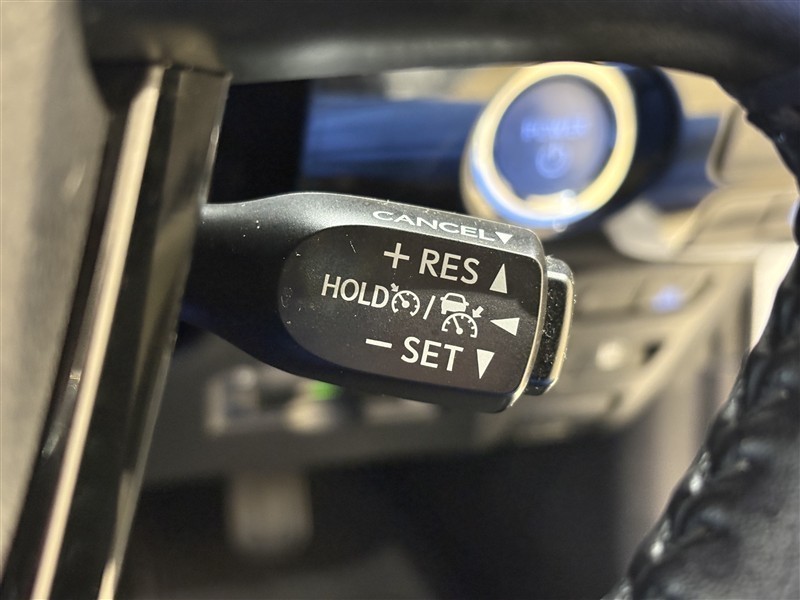 CANCEL▼
+ RES ▲
HOLD / ◀
− SET ▼